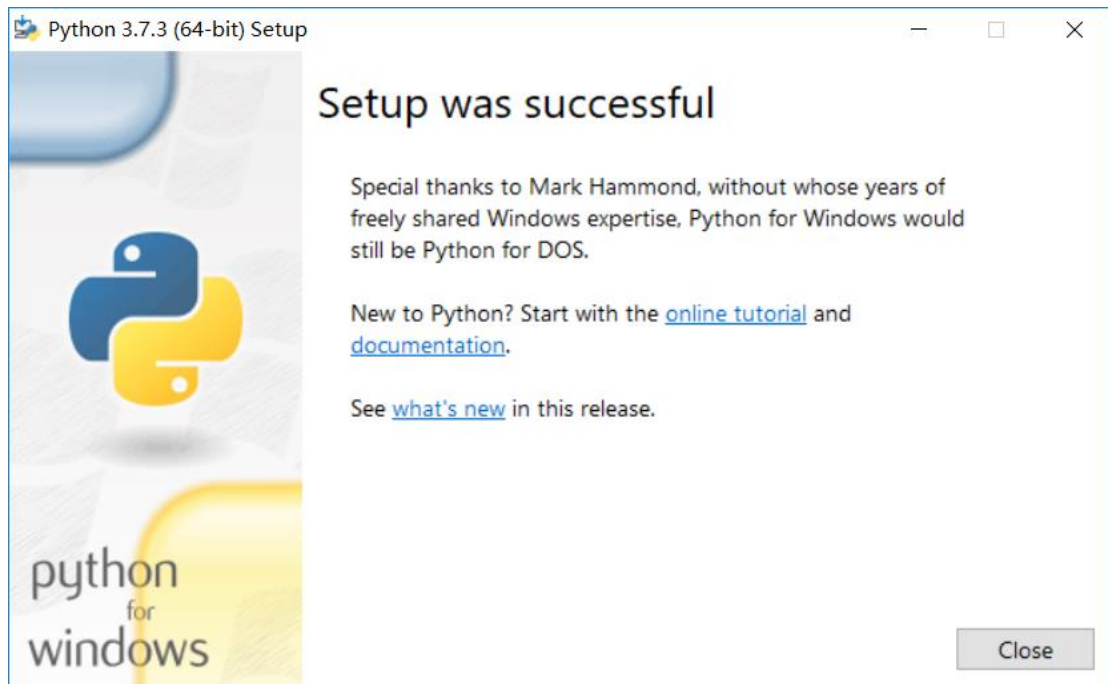 Python 3.7.3 (64-bit) Setup
Setup was successful
Special thanks to Mark Hammond, without whose years of
freely shared Windows expertise, Python for Windows would
still be Python for DOS.
New to Python? Start with the online tutorial and
documentation.
See what's new in this release.
python
for
windows
Close